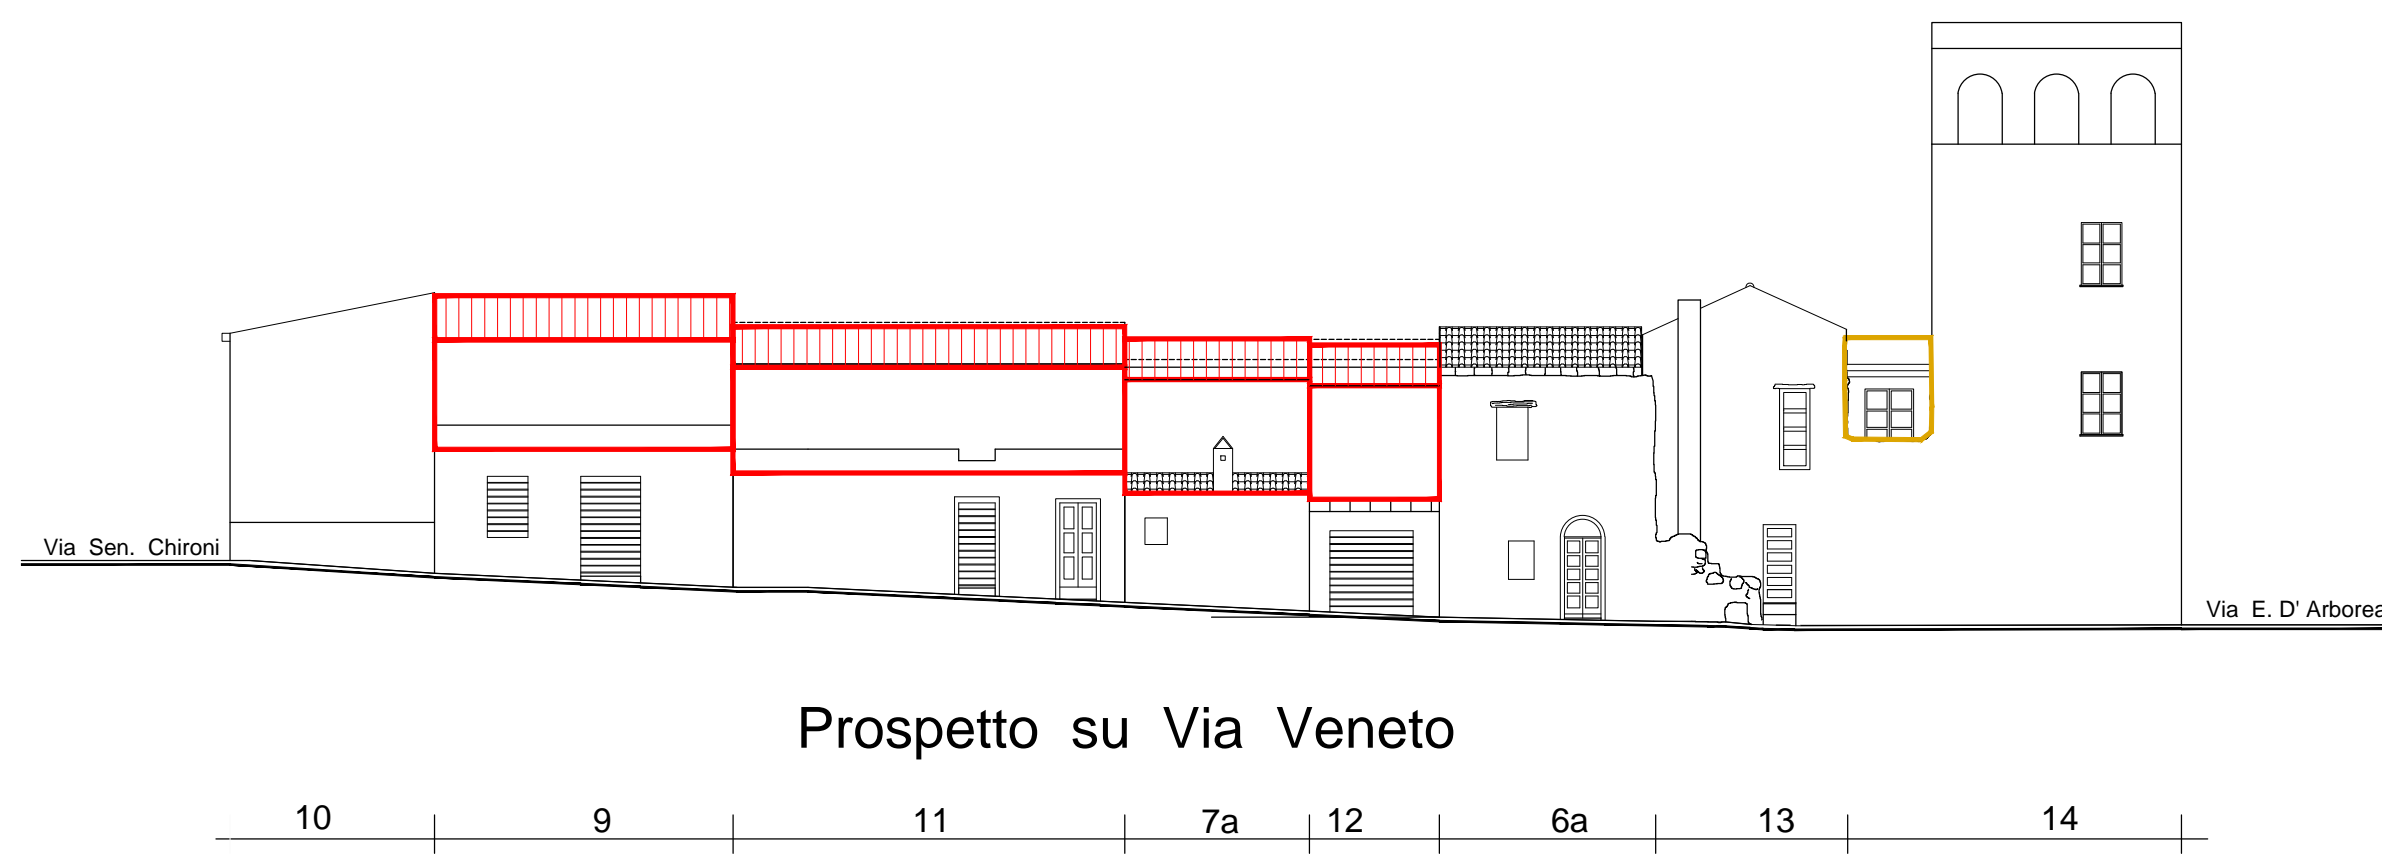 Via Sen. Chironi
Via E. D' Arborea
Prospetto su Via Veneto
10 9 11 7a 12 6a 13 14